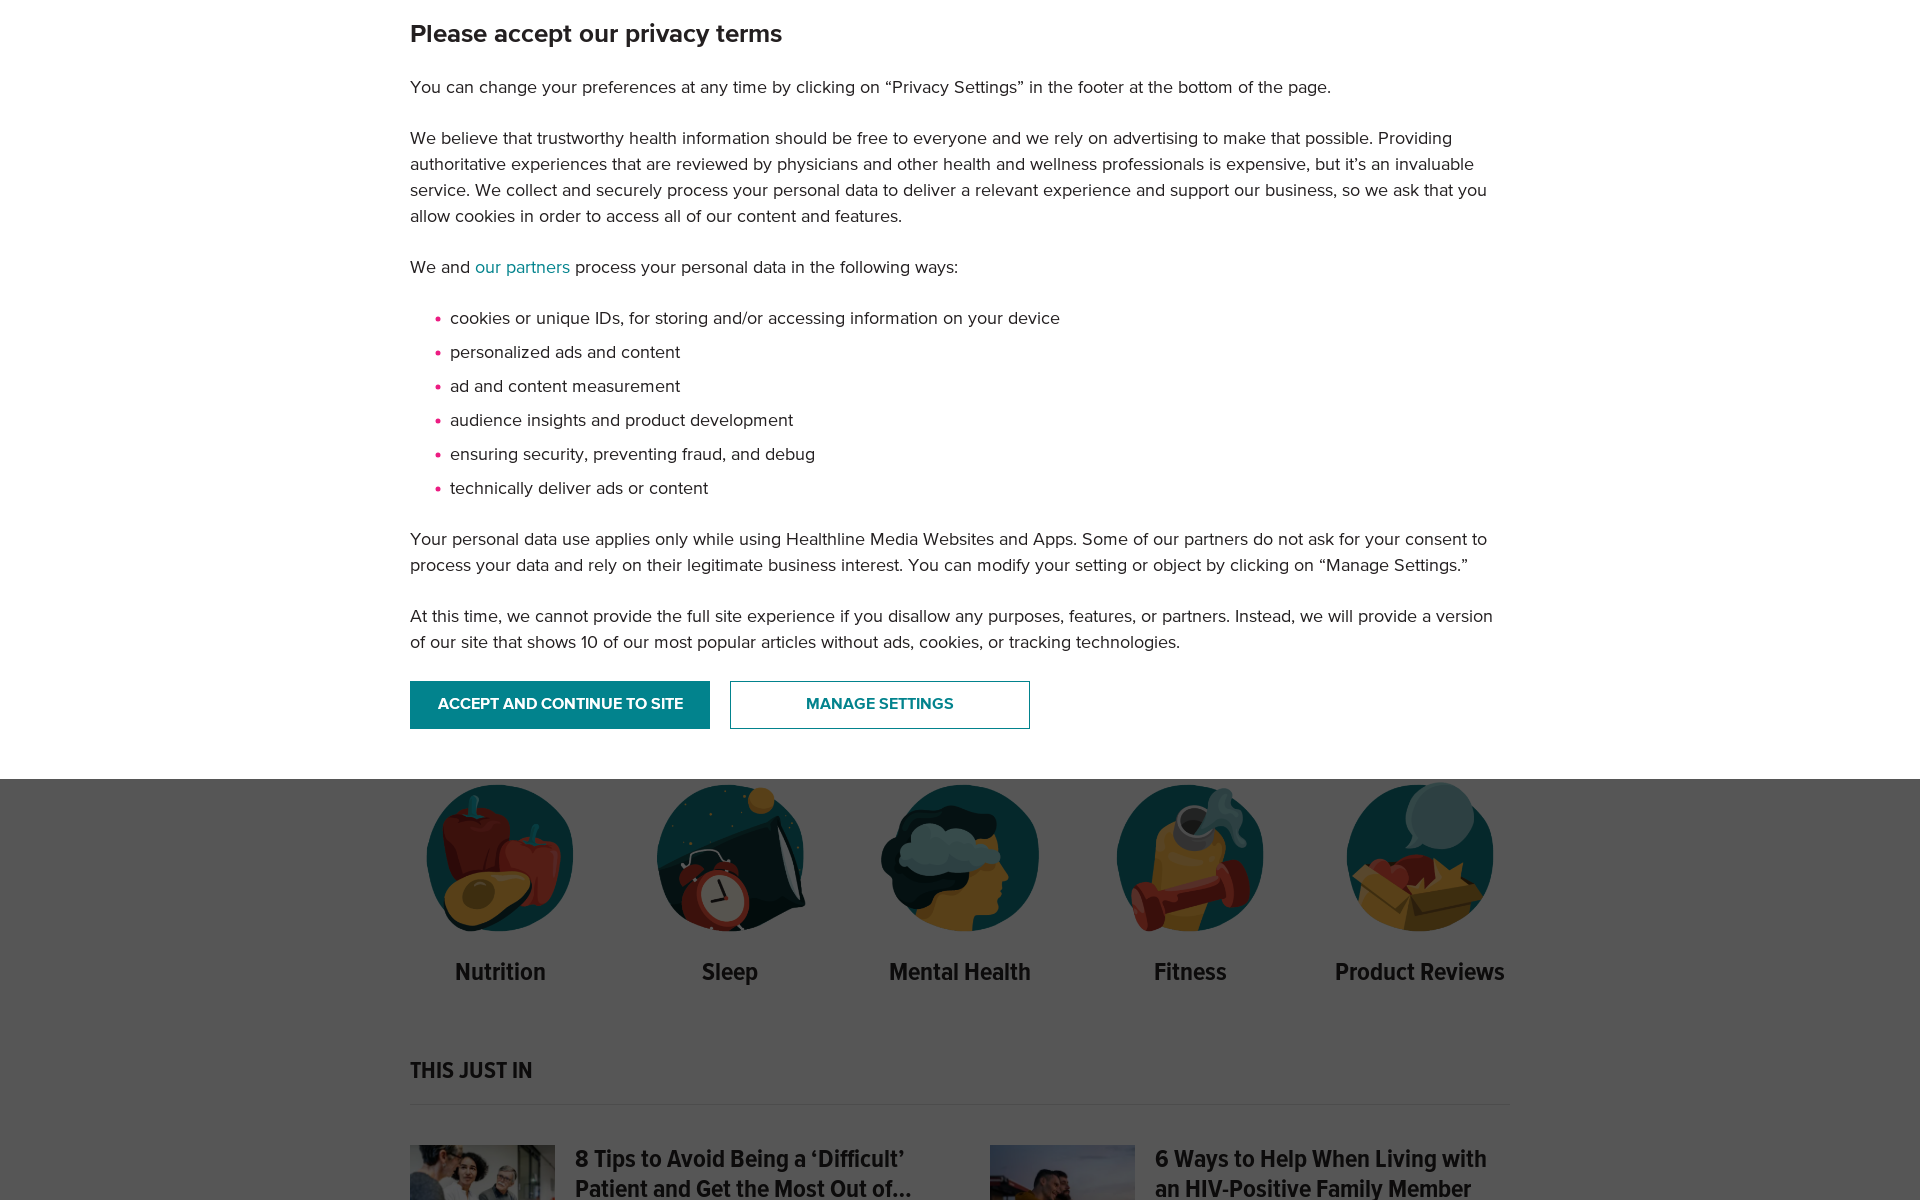 Please accept our privacy terms
You can change your preferences at any time by clicking on “Privacy Settings” in the footer at the bottom of the page.
We believe that trustworthy health information should be free to everyone and we rely on advertising to make that possible. Providing
authoritative experiences that are reviewed by physicians and other health and wellness professionals is expensive, but it’s an invaluable
service. We collect and securely process your personal data to deliver a relevant experience and support our business, so we ask that you
allow cookies in order to access all of our content and features.
We and our partners process your personal data in the following ways:
• cookies or unique IDs, for storing and/or accessing information on your device
• personalized ads and content
• ad and content measurement
• audience insights and product development
• ensuring security, preventing fraud, and debug
• technically deliver ads or content
Your personal data use applies only while using Healthline Media Websites and Apps. Some of our partners do not ask for your consent to
process your data and rely on their legitimate business interest. You can modify your setting or object by clicking on “Manage Settings.”
At this time, we cannot provide the full site experience if you disallow any purposes, features, or partners. Instead, we will provide a version
of our site that shows 10 of our most popular articles without ads, cookies, or tracking technologies.
ACCEPT AND CONTINUE TO SITE
MANAGE SETTINGS
Nutrition
Sleep
Mental Health
Fitness
Product Reviews
THIS JUST IN
8 Tips to Avoid Being a ‘Difficult’
Patient and Get the Most Out of…
6 Ways to Help When Living with
an HIV-Positive Family Member